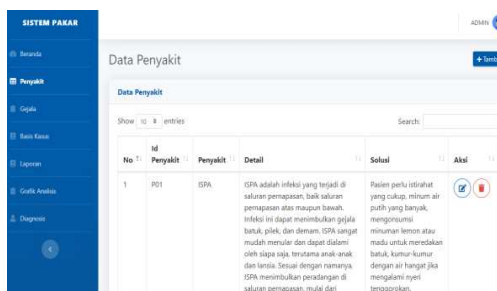 SISTEM PAKAR
ADMIN
Beranda
Penyakit
Gejala
Basis Kasus
Laporan
Grafik Analisis
Diagnosis
Data Penyakit
+ Tamb
Data Penyakit
Show 10 entries
Search:
No
Id Penyakit
Penyakit
Detail
Solusi
Aksi
1
P01
ISPA
ISPA adalah infeksi yang terjadi di
saluran pernapasan, baik saluran
pernapasan atas maupun bawah.
Infeksi ini dapat menimbulkan gejala
batuk, pilek, dan demam. ISPA sangat
mudah menular dan dapat dialami
oleh siapa saja, terutama anak-anak
dan lansia. Sesuai dengan namanya,
ISPA menimbulkan peradangan di
saluran pernapasan, mulai dari
Pasien perlu istirahat
yang cukup, minum air
putih yang banyak,
mengonsumsi
minuman lemon atau
madu untuk meredakan
batuk, kumur-kumur
dengan air hangat jika
mengalami nyeri
tenggorokan,